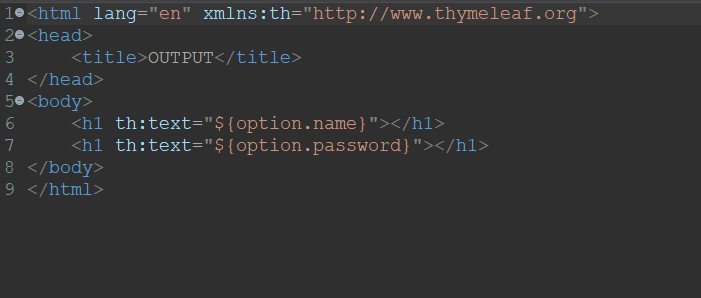 1 <html lang="en" xmlns:th="http://www.thymeleaf.org">
2 <head>
3     <title>OUTPUT</title>
4 </head>
5 <body>
6     <h1 th:text="${option.name}"></h1>
7     <h1 th:text="${option.password}"></h1>
8 </body>
9 </html>